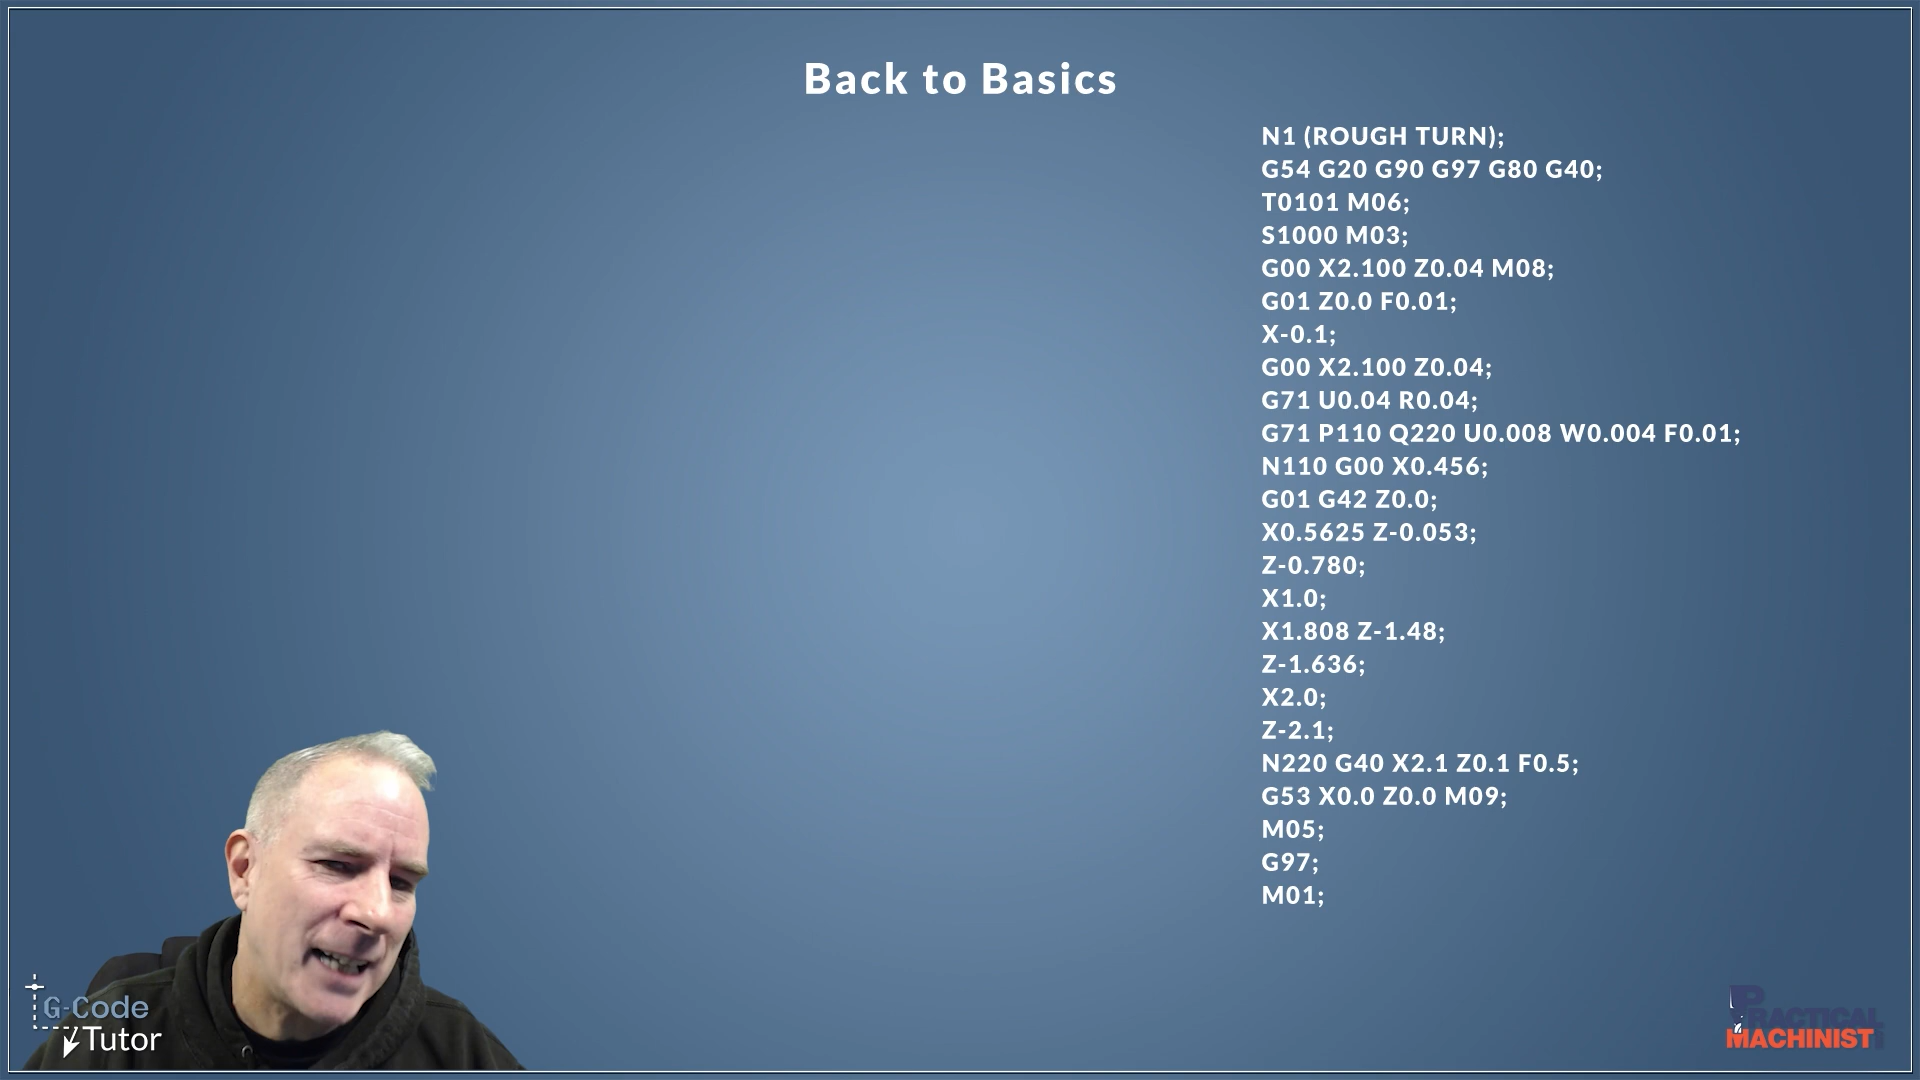 Back to Basics
N1 (ROUGH TURN);
G54 G20 G90 G97 G80 G40;
T0101 M06;
S1000 M03;
G00 X2.100 Z0.04 M08;
G01 Z0.0 F0.01;
X-0.1;
G00 X2.100 Z0.04;
G71 U0.04 R0.04;
G71 P110 Q220 U0.008 W0.004 F0.01;
N110 G00 X0.456;
G01 G42 Z0.0;
X0.5625 Z-0.053;
Z-0.780;
X1.0;
X1.808 Z-1.48;
Z-1.636;
X2.0;
Z-2.1;
N220 G40 X2.1 Z0.1 F0.5;
G53 X0.0 Z0.0 M09;
M05;
G97;
M01;
G-Code
Tutor
PRACTICAL
MACHINIST